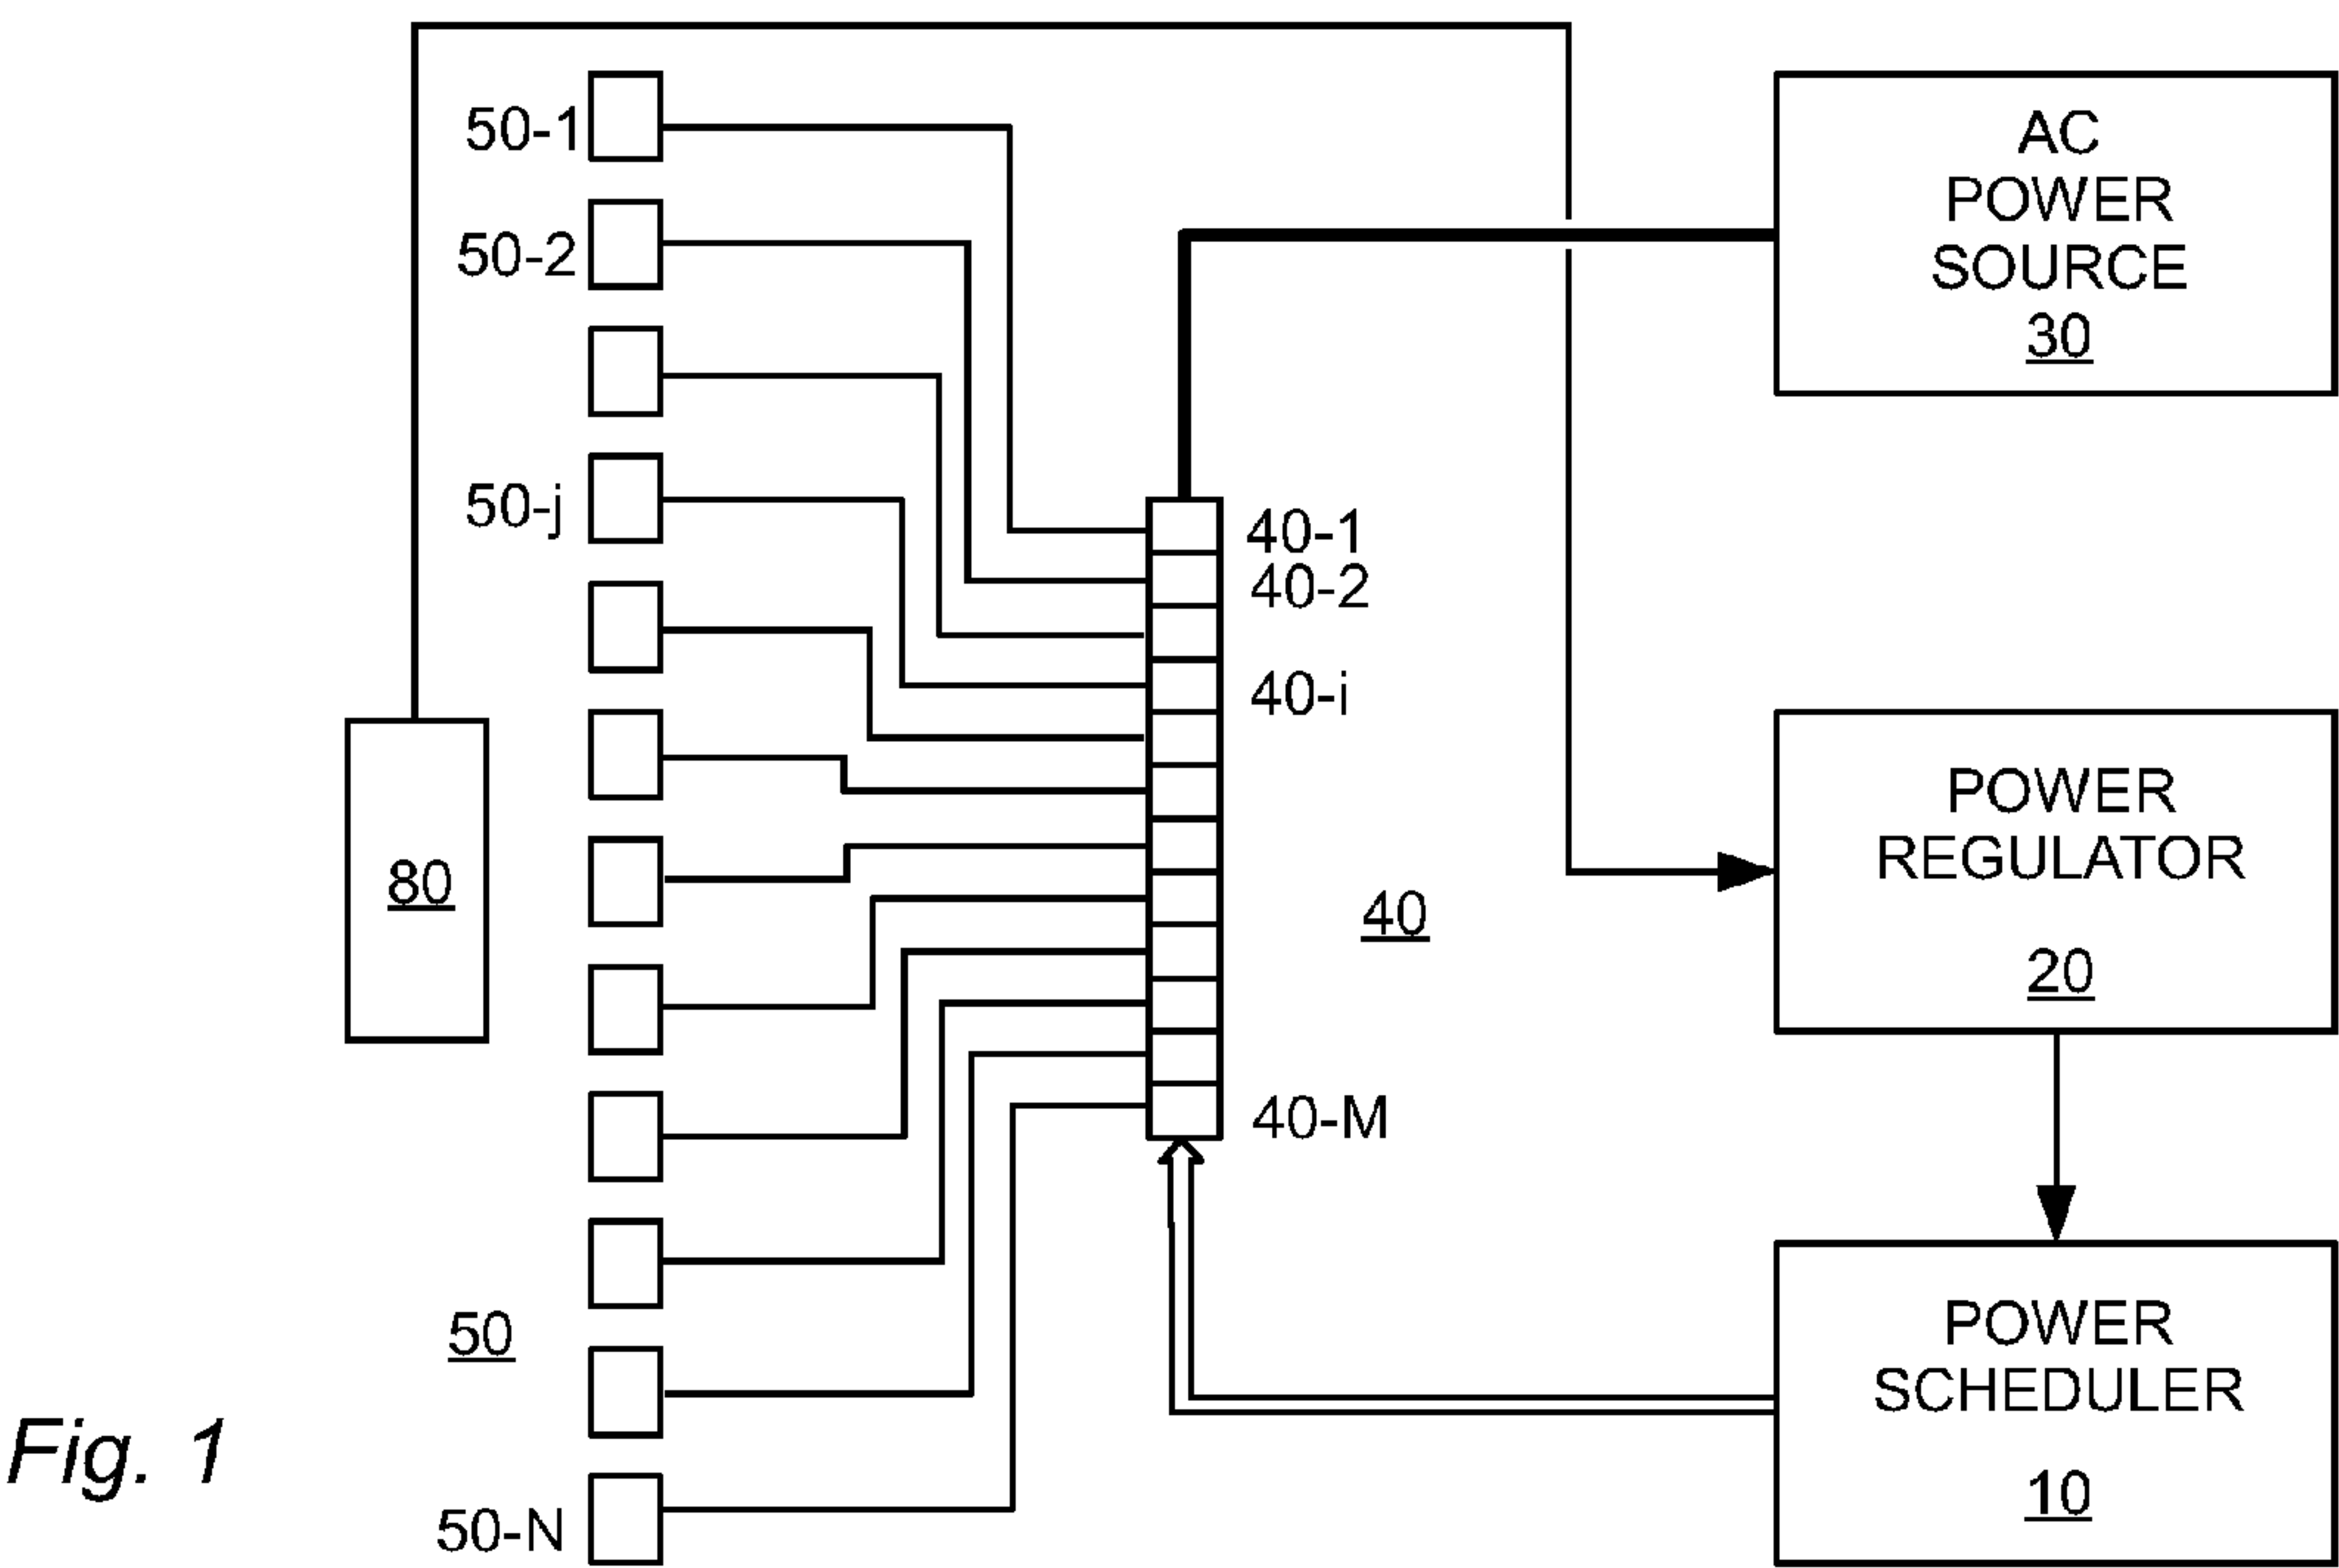 50-1
50-2
50-j
80
50
50-N
40-1
40-2
40-i
40
40-M
AC
POWER
SOURCE
30
POWER
REGULATOR
20
POWER
SCHEDULER
10
Fig. 1